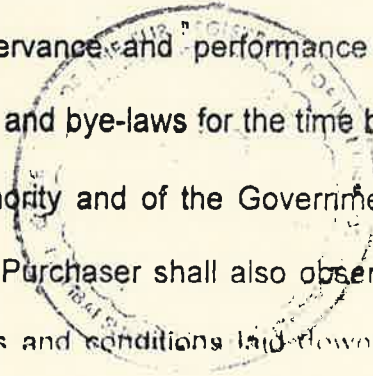 ervance and performance
and bye-laws for the time b
ority and of the Governme
Purchaser shall also obser
s and conditions laid down